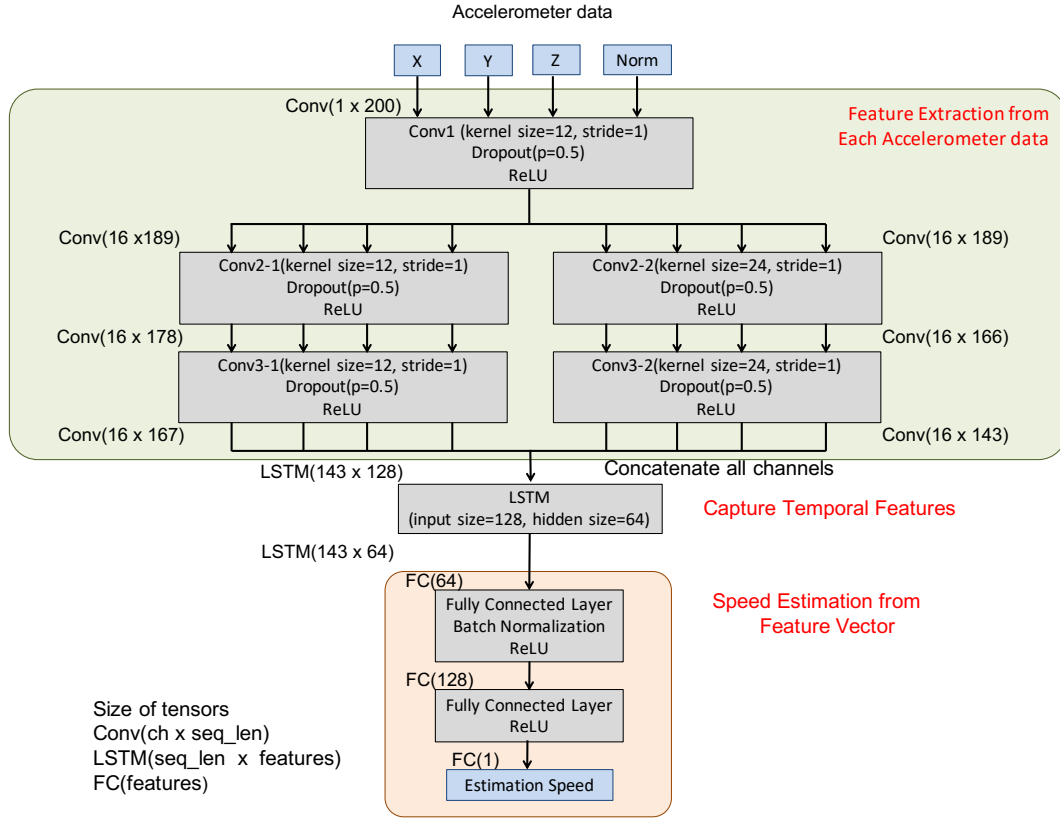 Accelerometer data
X
Y
Z
Norm
Conv(1 x 200)
Feature Extraction from
Each Accelerometer data
Conv1 (kernel size=12, stride=1)
Dropout(p=0.5)
ReLU
Conv(16 x189)
Conv(16 x 189)
Conv2-1(kernel size=12, stride=1)
Dropout(p=0.5)
ReLU
Conv2-2(kernel size=24, stride=1)
Dropout(p=0.5)
ReLU
Conv(16 x 178)
Conv(16 x 166)
Conv3-1(kernel size=12, stride=1)
Dropout(p=0.5)
ReLU
Conv3-2(kernel size=24, stride=1)
Dropout(p=0.5)
ReLU
Conv(16 x 167)
Conv(16 x 143)
Concatenate all channels
LSTM(143 x 128)
LSTM
(input size=128, hidden size=64)
Capture Temporal Features
LSTM(143 x 64)
FC(64)
Fully Connected Layer
Batch Normalization
ReLU
Speed Estimation from
Feature Vector
FC(128)
Fully Connected Layer
ReLU
FC(1)
Estimation Speed
Size of tensors
Conv(ch x seq_len)
LSTM(seq_len x features)
FC(features)